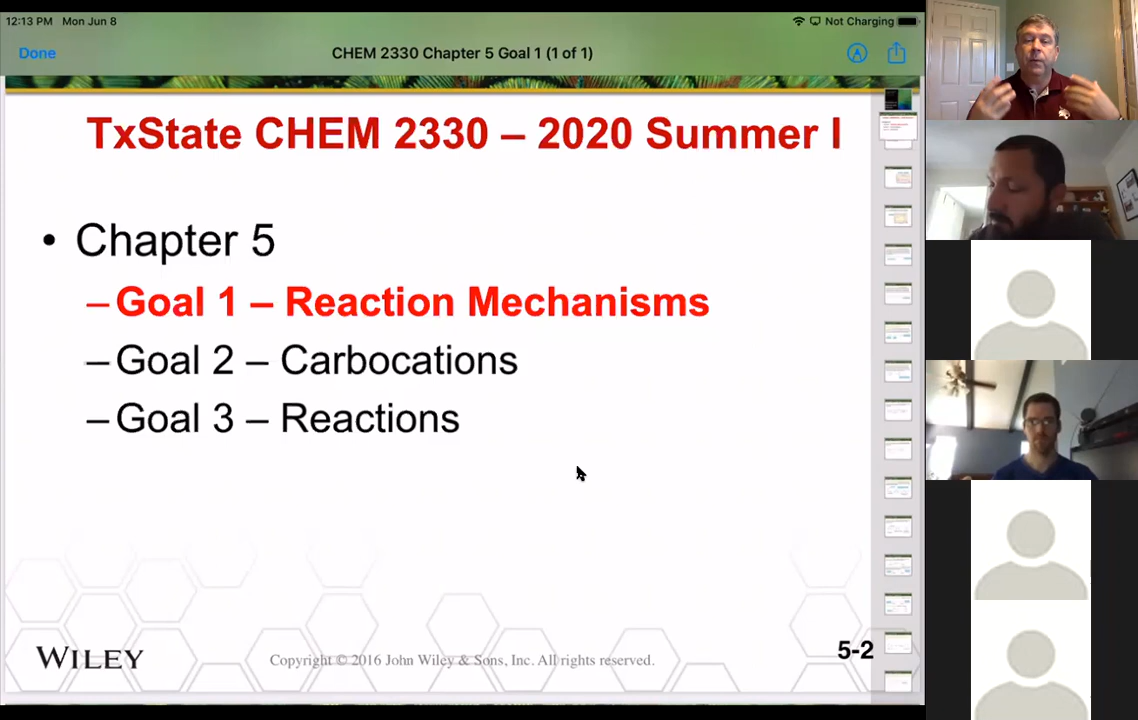 12:13 PM Mon Jun 8
Not Charging
Done
CHEM 2330 Chapter 5 Goal 1 (1 of 1)
TxState CHEM 2330 – 2020 Summer I
• Chapter 5
– Goal 1 – Reaction Mechanisms
– Goal 2 – Carbocations
– Goal 3 – Reactions
WILEY
Copyright © 2016 John Wiley & Sons, Inc. All rights reserved.
5-2